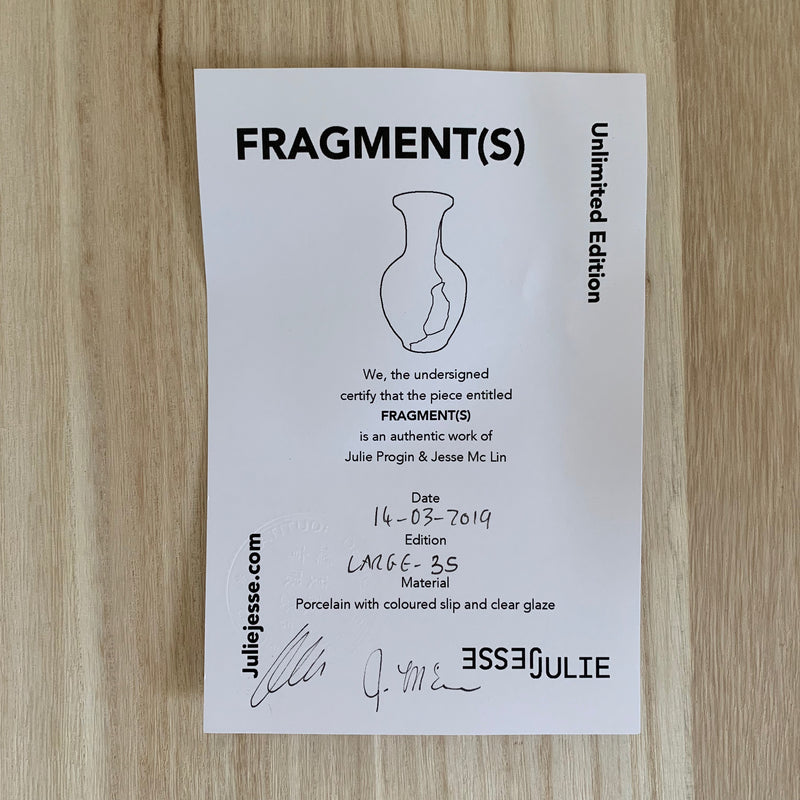 FRAGMENT(S)
Unlimited Edition
We, the undersigned
certify that the piece entitled
FRAGMENT(S)
is an authentic work of
Julie Progin & Jesse Mc Lin
Date
14-03-2019
Edition
LARGE-35
Material
Porcelain with coloured slip and clear glaze
Juliejesse.com
ESSEJULIE